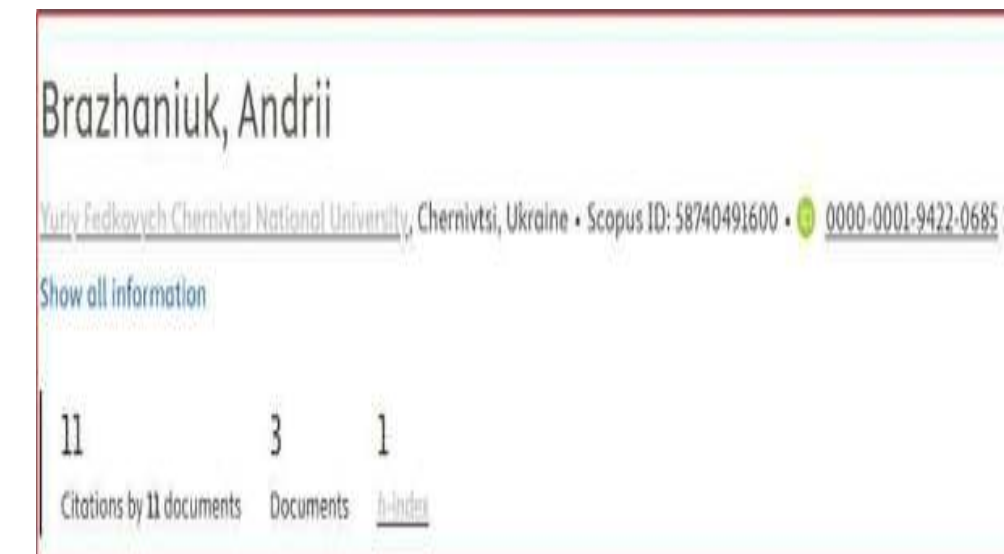 Brazhaniuk, Andrii
Yuriy Fedkovych Chernivtsi National University, Chernivtsi, Ukraine • Scopus ID: 58740491600 • iD 0000-0001-9422-0685
Show all information
11 3 1
Citations by 11 documents Documents h-index